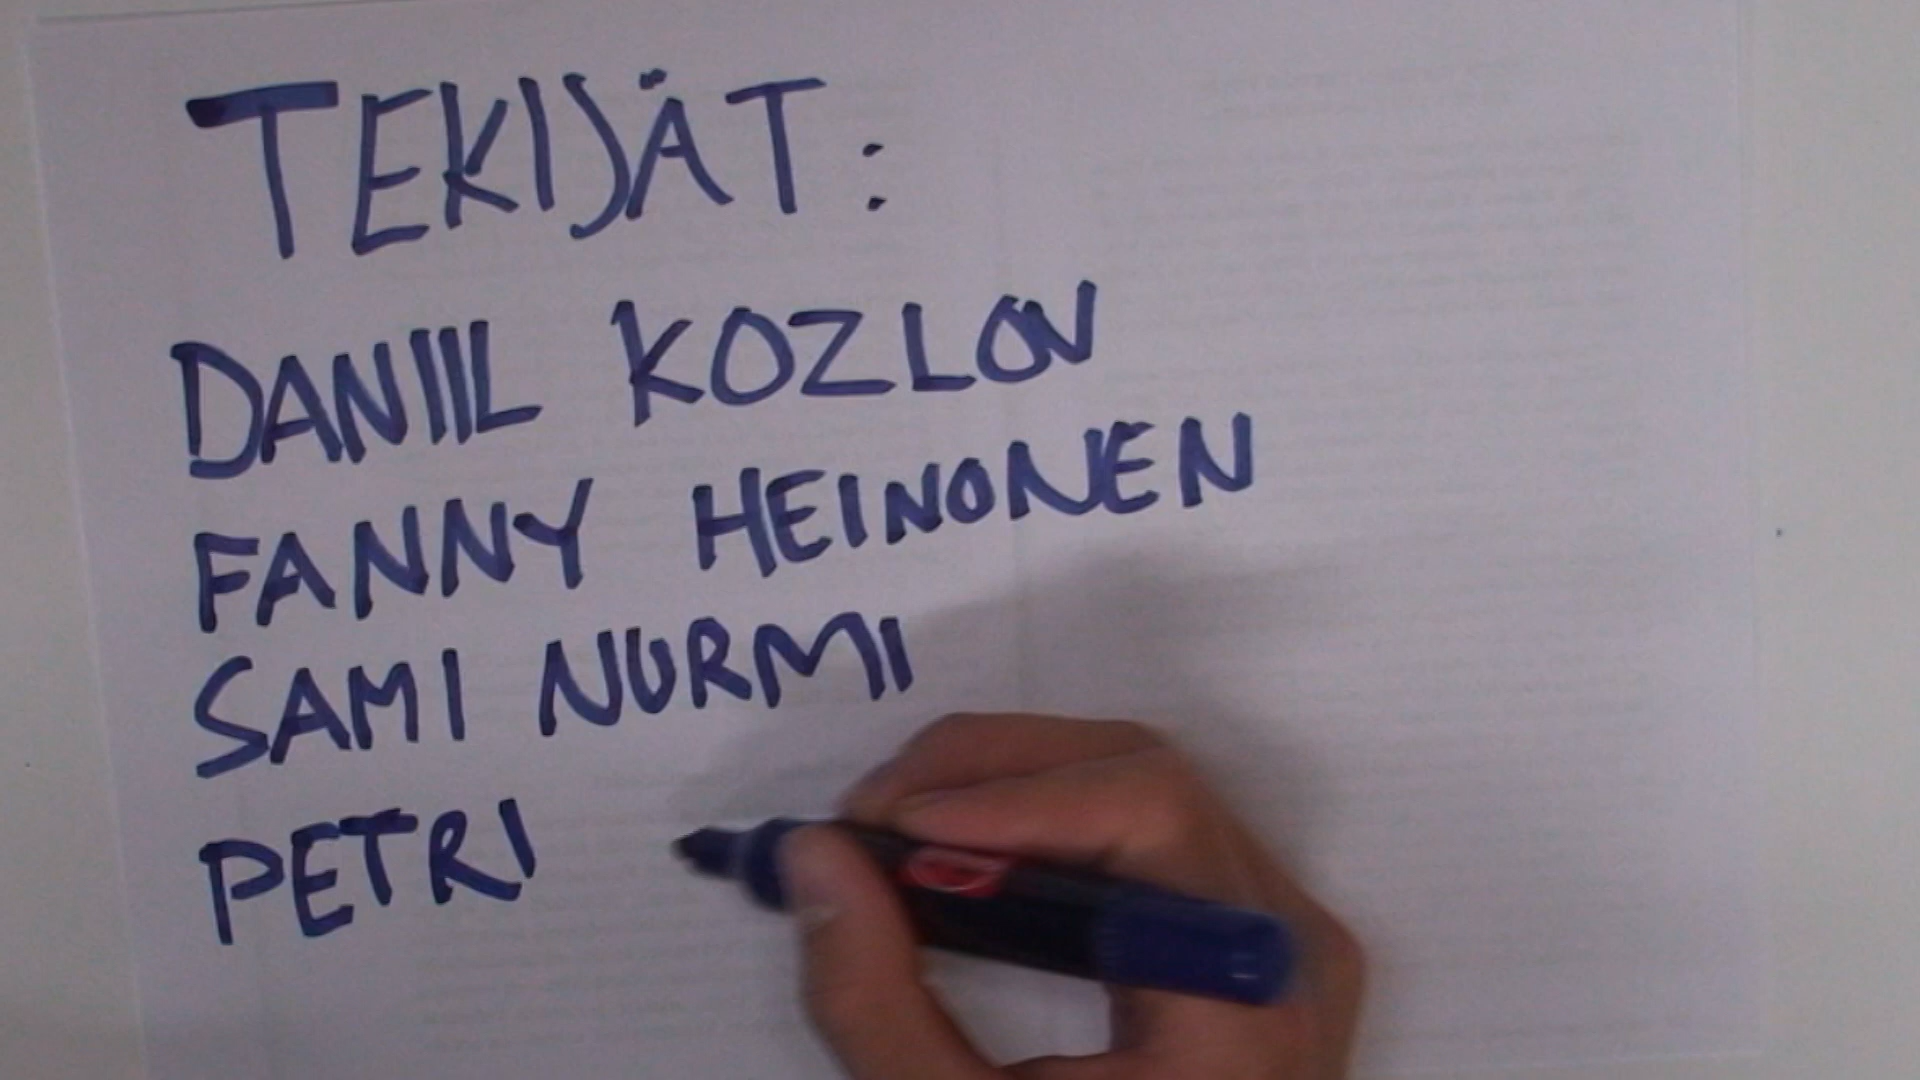 TEKIJÄT:
DANIIL KOZLOV
FANNY HEINONEN
SAMI NURMI
PETRI